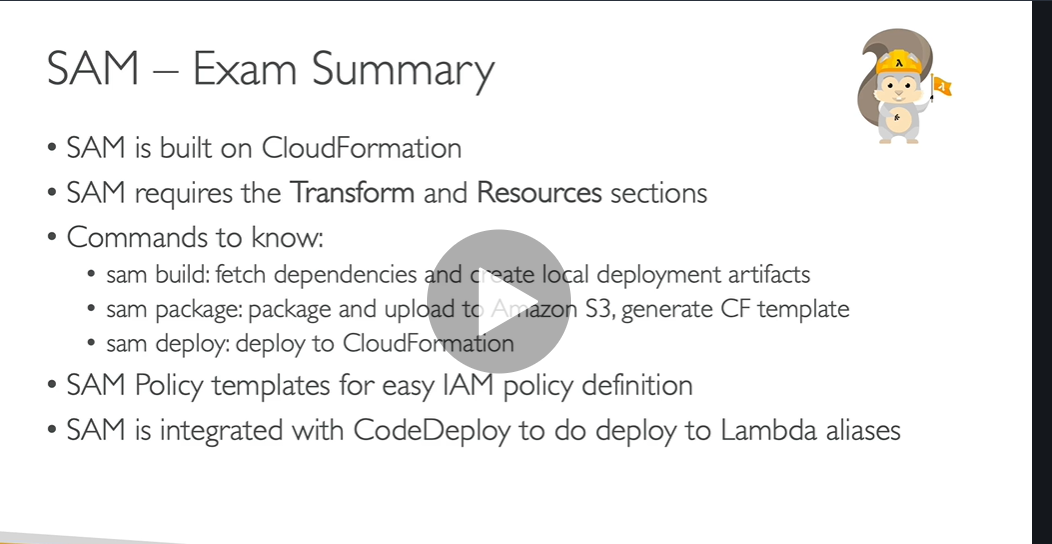 SAM – Exam Summary
• SAM is built on CloudFormation
• SAM requires the Transform and Resources sections
• Commands to know:
• sam build: fetch dependencies and create local deployment artifacts
• sam package: package and upload to Amazon S3, generate CF template
• sam deploy: deploy to CloudFormation
• SAM Policy templates for easy IAM policy definition
• SAM is integrated with CodeDeploy to do deploy to Lambda aliases